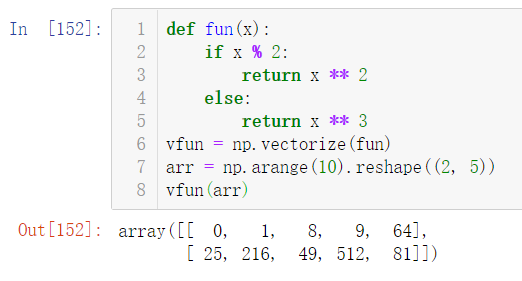 In [152]:
1 def fun(x):
2     if x % 2:
3         return x ** 2
4     else:
5         return x ** 3
6 vfun = np.vectorize(fun)
7 arr = np.arange(10).reshape((2, 5))
8 vfun(arr)
Out[152]: array([[  0,   1,   8,   9,  64],
       [ 25, 216,  49, 512,  81]])